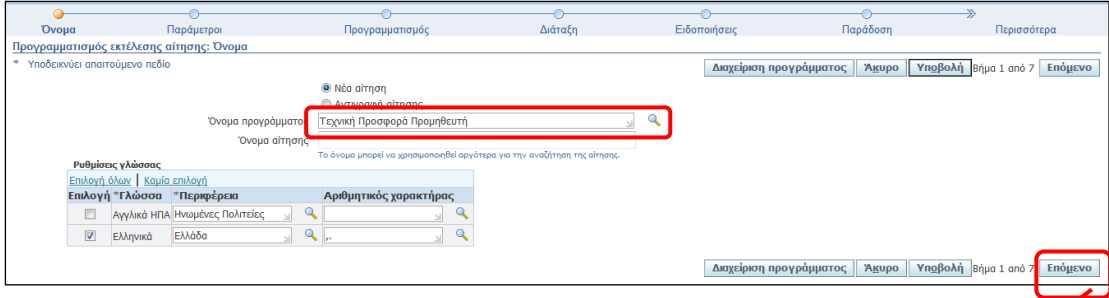 Όνομα Παράμετροι Προγραμματισμός Διάταξη Ειδοποιήσεις Παράδοση Περισσότερα
Προγραμματισμός εκτέλεσης αίτησης: Όνομα
* Υποδεικνύει απαιτούμενο πεδίο
Διαχείριση προγράμματος Άκυρο Υποβολή Βήμα 1 από 7 Επόμενο
Νέα αίτηση
Αντιγραφή αίτησης
Όνομα προγράμματος Τεχνική Προσφορά Προμηθευτή
Όνομα αίτησης
Το όνομα μπορεί να χρησιμοποιηθεί αργότερα για την αναζήτηση της αίτησης.
Ρυθμίσεις γλώσσας
Επιλογή όλων | Καμία επιλογή
Επιλογή *Γλώσσα *Περιφέρεια Αριθμητικός χαρακτήρας
Αγγλικά ΗΠΑ Ηνωμένες Πολιτείες
Ελληνικά Ελλάδα ,.
Διαχείριση προγράμματος Άκυρο Υποβολή Βήμα 1 από 7 Επόμενο